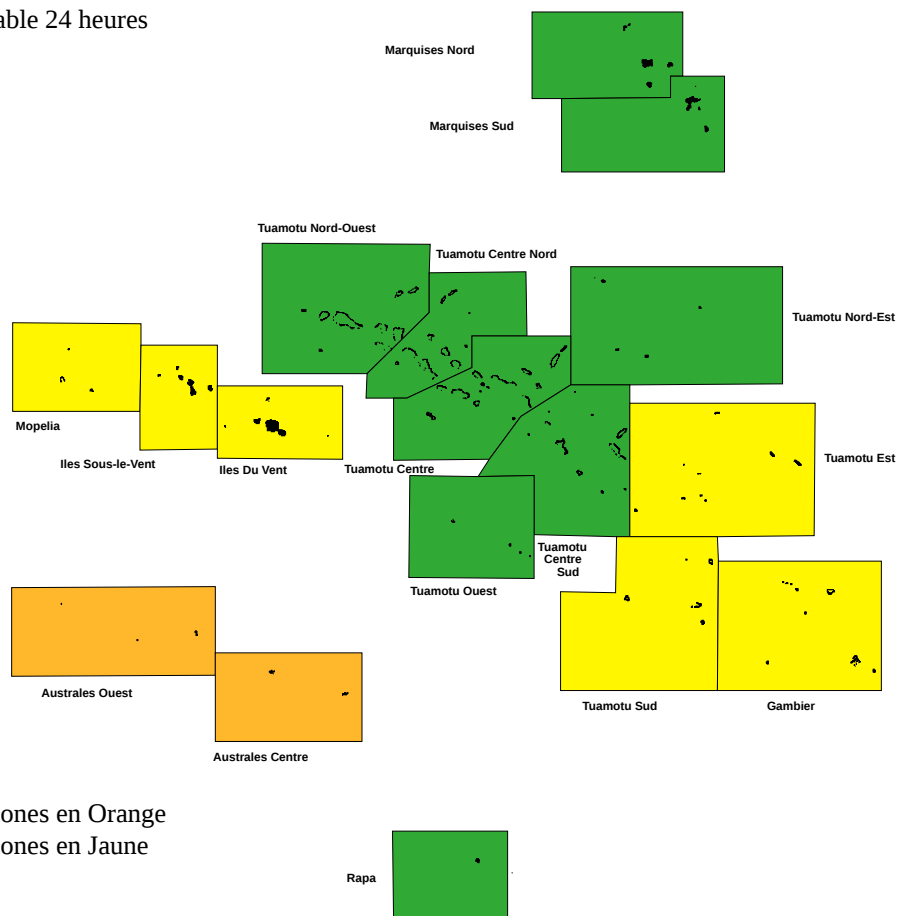 able 24 heures
Marquises Nord
Marquises Sud
Tuamotu Nord-Ouest
Tuamotu Centre Nord
Tuamotu Nord-Est
Mopelia
Iles Sous-le-Vent
Iles Du Vent
Tuamotu Centre
Tuamotu Est
Tuamotu
Centre
Sud
Tuamotu Ouest
Australes Ouest
Tuamotu Sud
Gambier
Australes Centre
ones en Orange
ones en Jaune
Rapa